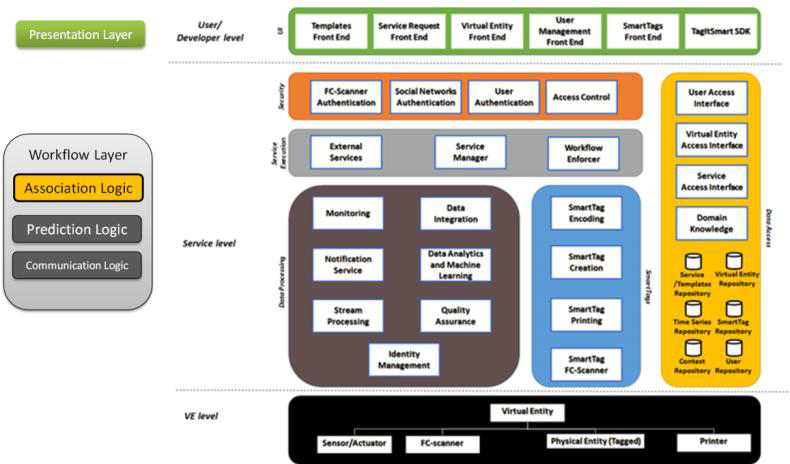 Presentation Layer
Workflow Layer
Association Logic
Prediction Logic
Communication Logic
User/
Developer level
UI
Templates
Front End
Service Request
Front End
Virtual Entity
Front End
User
Management
Front End
SmartTags
Front End
TagItSmart SDK
Service level
Security
FC-Scanner
Authentication
Social Networks
Authentication
User
Authentication
Access Control
Service
Execution
External
Services
Service
Manager
Workflow
Enforcer
Data Processing
Monitoring
Data
Integration
Notification
Service
Data Analytics
and Machine
Learning
Stream
Processing
Quality
Assurance
Identity
Management
SmartTag
Encoding
SmartTag
Creation
SmartTag
Printing
SmartTag
FC-Scanner
SmartTags
User Access
Interface
Virtual Entity
Access Interface
Service
Access Interface
Domain
Knowledge
Service
/Templates
Repository
Virtual Entity
Repository
Time Series
Repository
SmartTag
Repository
Context
Repository
User
Repository
Data Access
VE level
Virtual Entity
Sensor/Actuator
FC-scanner
Physical Entity (Tagged)
Printer